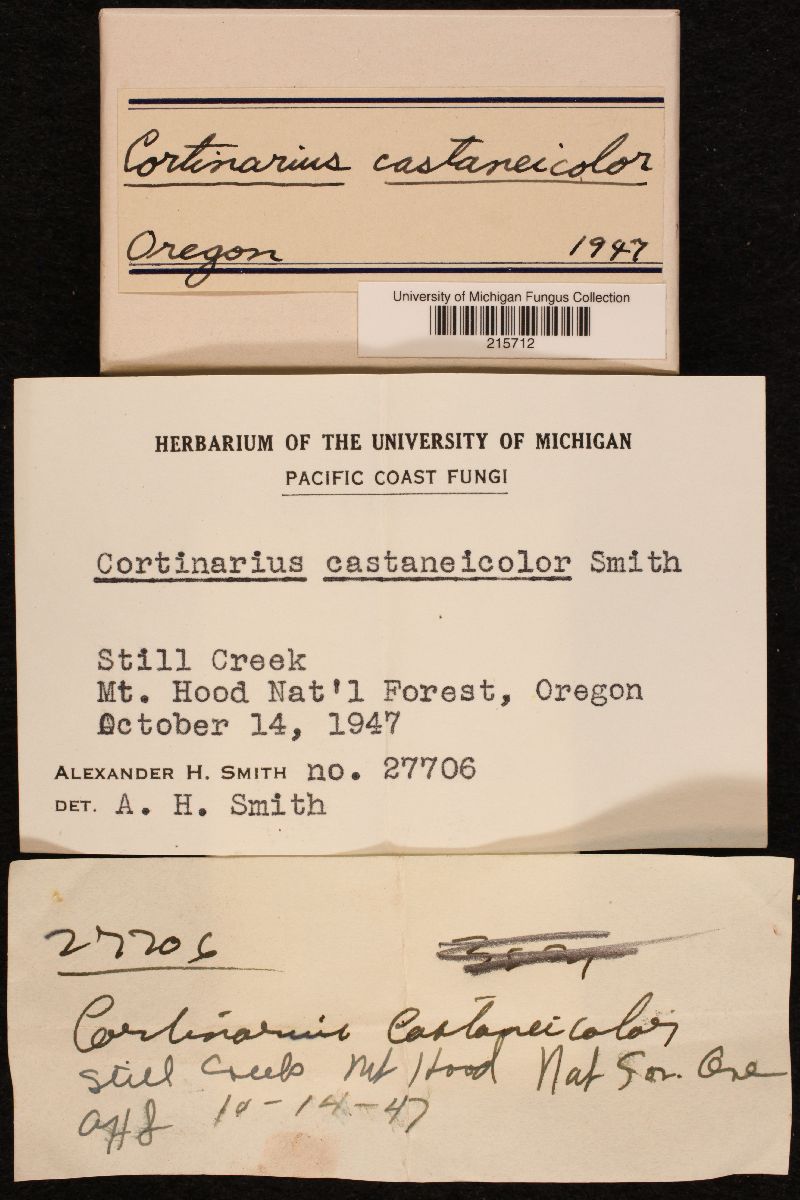 Cortinarius castaneicolor
Oregon 1947
University of Michigan Fungus Collection
215712
HERBARIUM OF THE UNIVERSITY OF MICHIGAN
PACIFIC COAST FUNGI
Cortinarius castaneicolor Smith
Still Creek
Mt. Hood Nat'l Forest, Oregon
October 14, 1947
ALEXANDER H. SMITH no. 27706
DET. A. H. Smith
27706
Cortinarius castaneicolor
Still Creek Mt Hood Nat For. Ore
AHS 10-14-47